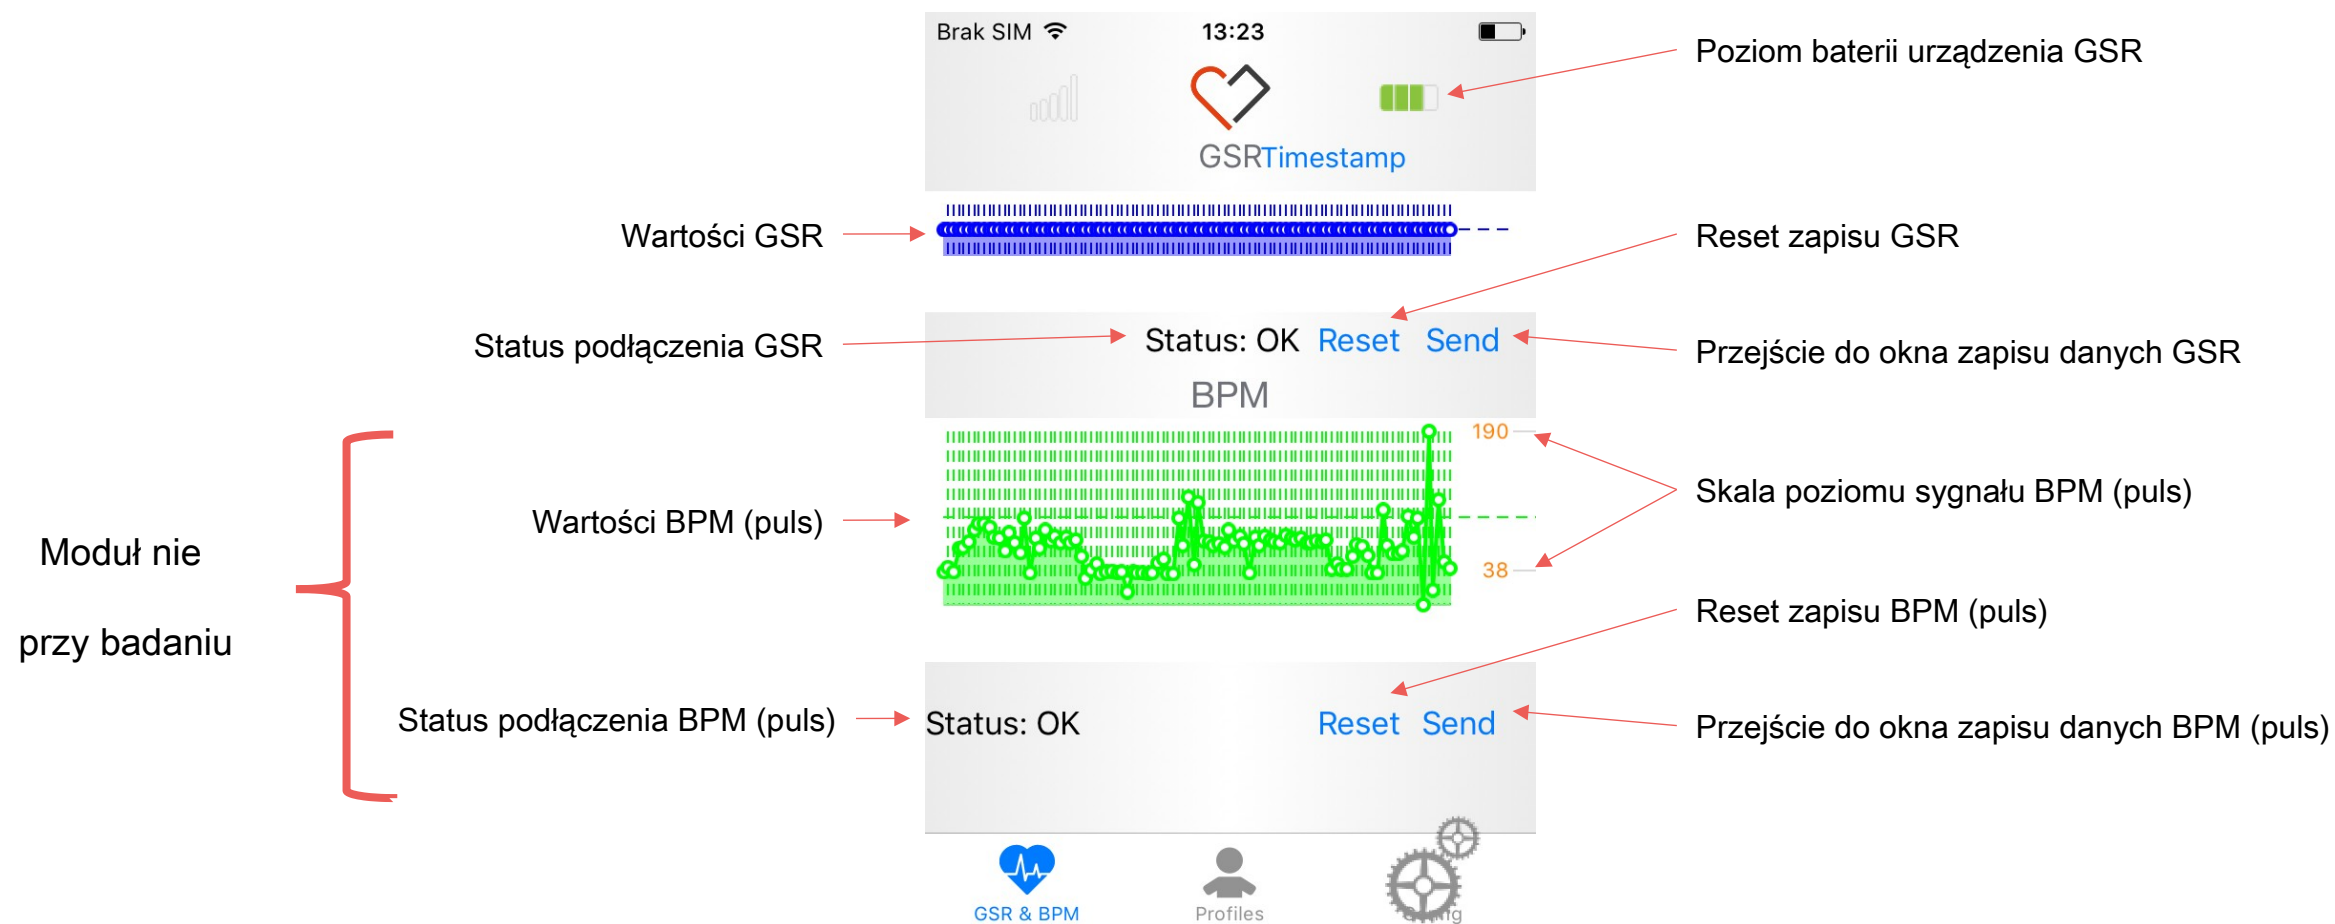 Brak SIM
13:23
Poziom baterii urządzenia GSR
GSR
Timestamp
Wartości GSR
Reset zapisu GSR
Status podłączenia GSR
Status: OK
Reset
Send
Przejście do okna zapisu danych GSR
BPM
190
Skala poziomu sygnału BPM (puls)
Wartości BPM (puls)
Moduł nie
przy badaniu
38
Reset zapisu BPM (puls)
Status podłączenia BPM (puls)
Status: OK
Reset
Send
Przejście do okna zapisu danych BPM (puls)
GSR & BPM
Profiles